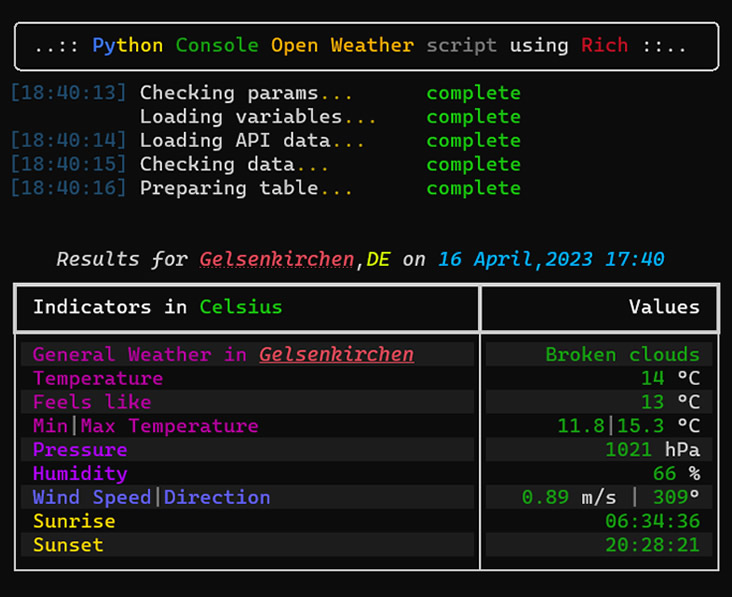 ..:: Python Console Open Weather script using Rich ::..
[18:40:13] Checking params... complete
Loading variables... complete
[18:40:14] Loading API data... complete
[18:40:15] Checking data... complete
[18:40:16] Preparing table... complete
Results for Gelsenkirchen,DE on 16 April,2023 17:40
Indicators in Celsius Values
General Weather in Gelsenkirchen Broken clouds
Temperature 14 °C
Feels like 13 °C
Min|Max Temperature 11.8|15.3 °C
Pressure 1021 hPa
Humidity 66 %
Wind Speed|Direction 0.89 m/s | 309°
Sunrise 06:34:36
Sunset 20:28:21